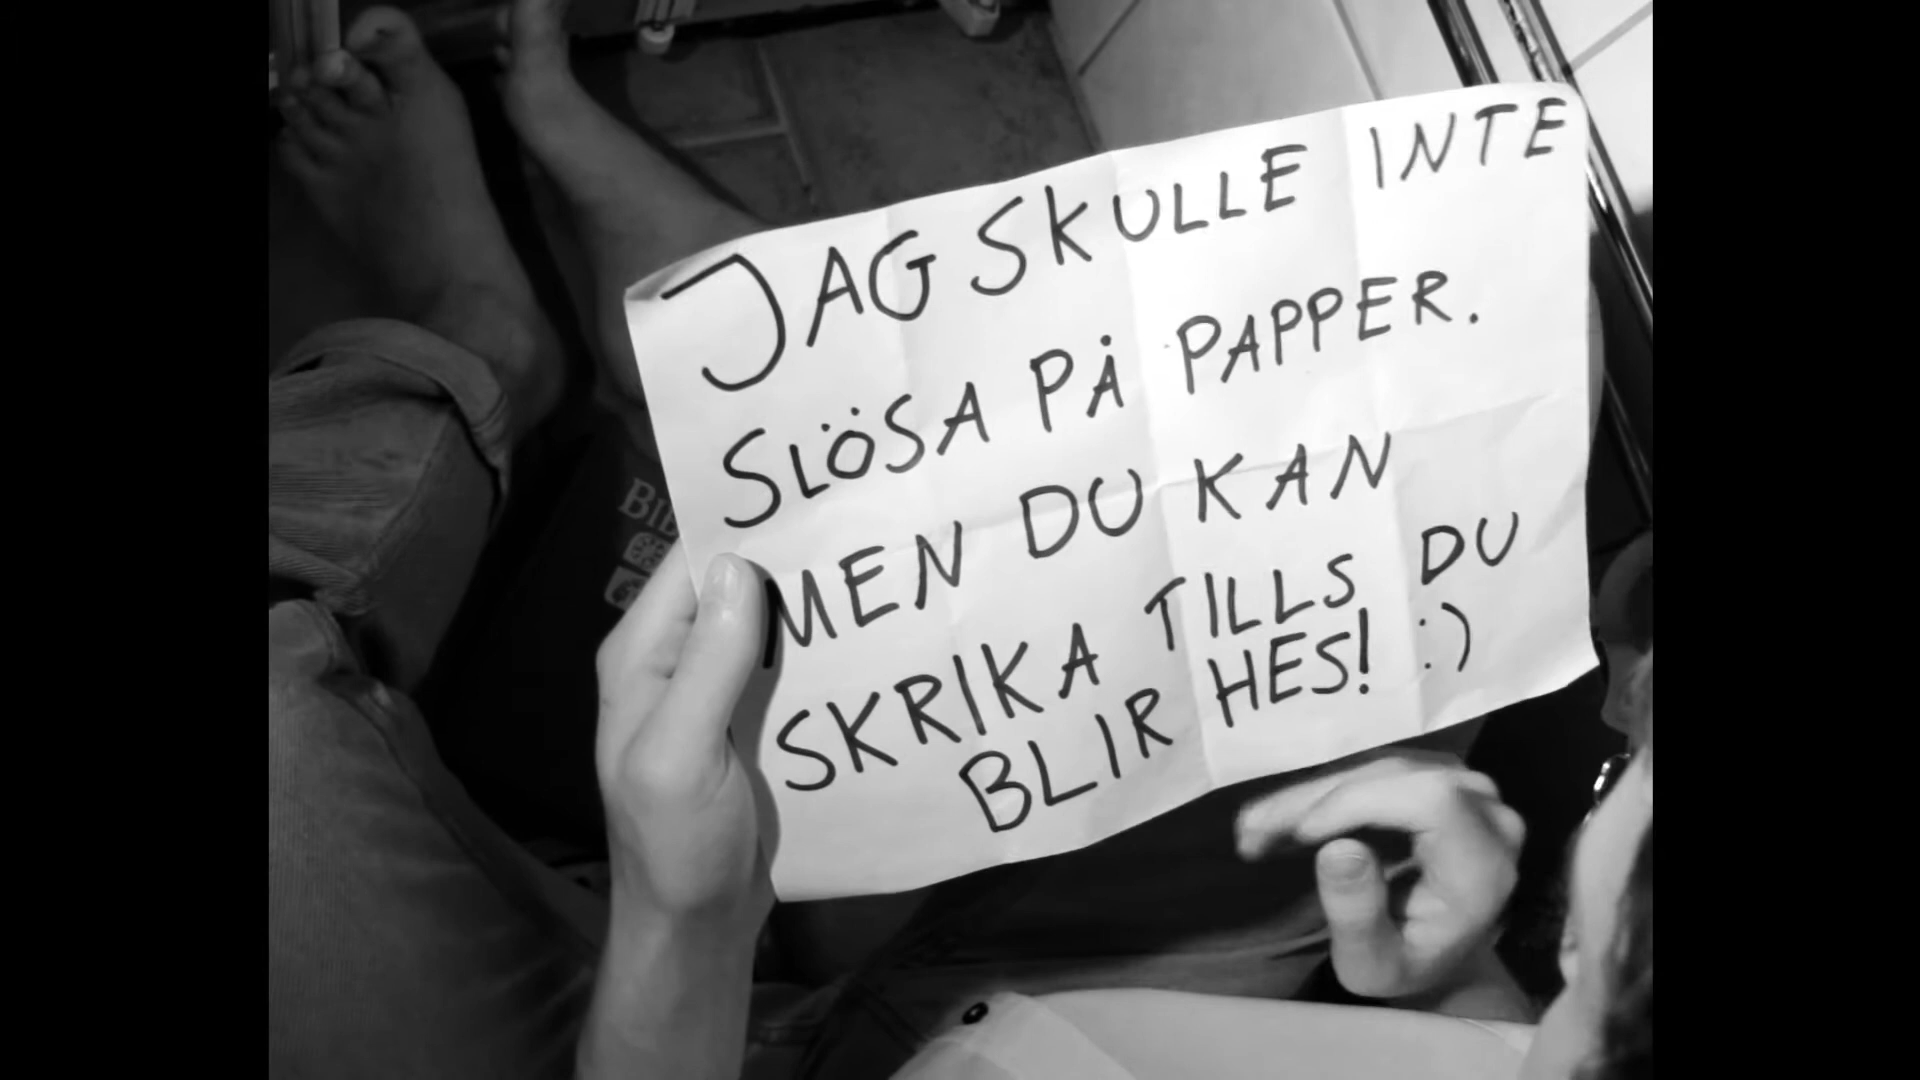 JAG SKULLE INTE
SLÖSA PÅ PAPPER.
MEN DU KAN
SKRIKA TILLS DU
BLIR HES! :)